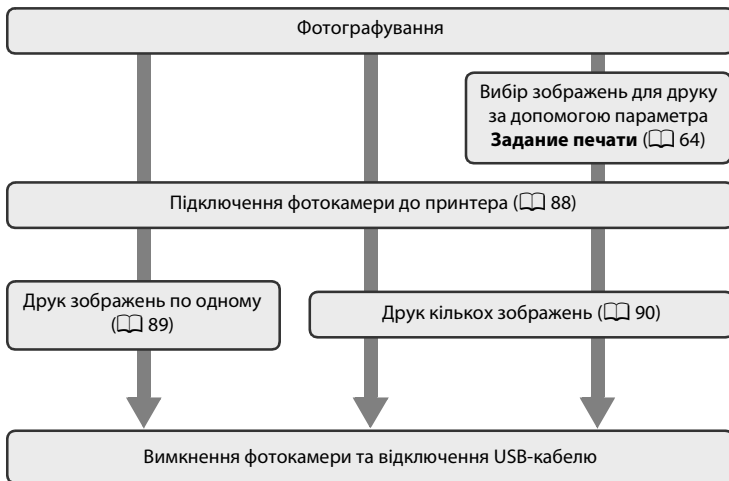 Фотографування
Вибір зображень для друку
за допомогою параметра
Задание печати (📖 64)
Підключення фотокамери до принтера (📖 88)
Друк зображень по одному
(📖 89)
Друк кількох зображень (📖 90)
Вимкнення фотокамери та відключення USB-кабелю